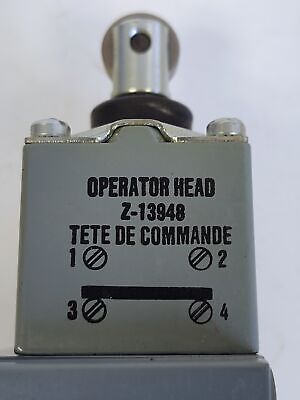 OPERATOR HEAD
Z-13948
TETE DE COMMANDE
1 2
3 4